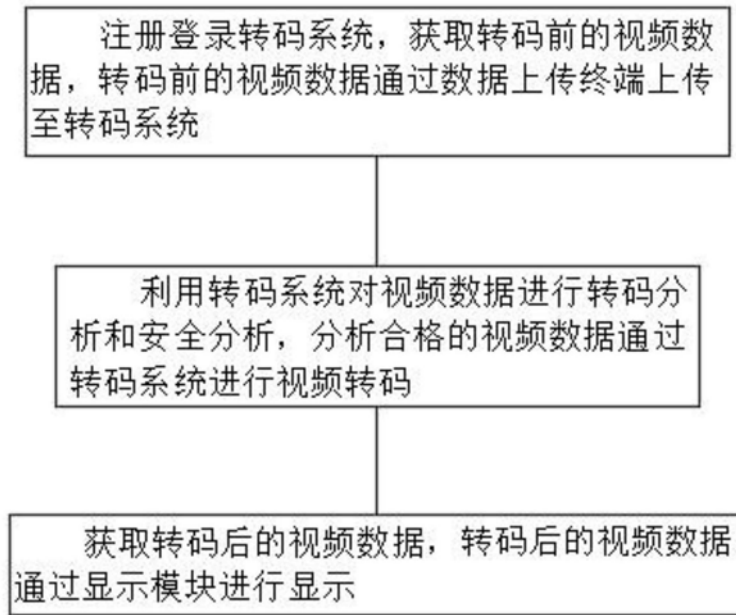 注册登录转码系统，获取转码前的视频数
据，转码前的视频数据通过数据上传终端上传
至转码系统
利用转码系统对视频数据进行转码分
析和安全分析，分析合格的视频数据通过
转码系统进行视频转码
获取转码后的视频数据，转码后的视频数据
通过显示模块进行显示